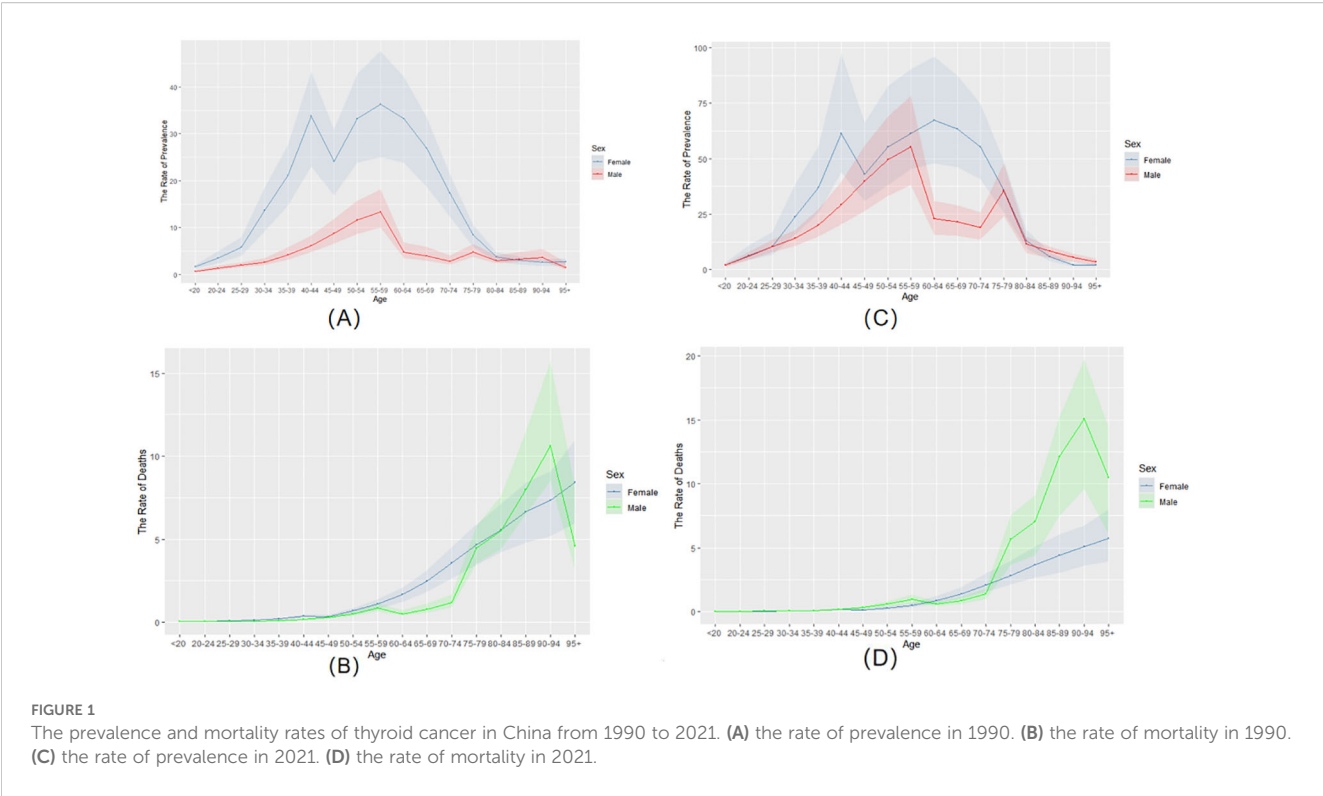 40
30
20
10
0
The Rate of Prevalence
<20 20-24 25-29 30-34 35-39 40-44 45-49 50-54 55-59 60-64 65-69 70-74 75-79 80-84 85-89 90-94 95+
Age
Sex
Female
Male
(A)
100
75
50
25
0
The Rate of Prevalence
<20 20-24 25-29 30-34 35-39 40-44 45-49 50-54 55-59 60-64 65-69 70-74 75-79 80-84 85-89 90-94 95+
Age
Sex
Female
Male
(C)
15
10
5
0
The Rate of Deaths
<20 20-24 25-29 30-34 35-39 40-44 45-49 50-54 55-59 60-64 65-69 70-74 75-79 80-84 85-89 90-94 95+
Age
Sex
Female
Male
(B)
20
15
10
5
0
The Rate of Deaths
<20 20-24 25-29 30-34 35-39 40-44 45-49 50-54 55-59 60-64 65-69 70-74 75-79 80-84 85-89 90-94 95+
Age
Sex
Female
Male
(D)
FIGURE 1
The prevalence and mortality rates of thyroid cancer in China from 1990 to 2021. (A) the rate of prevalence in 1990. (B) the rate of mortality in 1990.
(C) the rate of prevalence in 2021. (D) the rate of mortality in 2021.